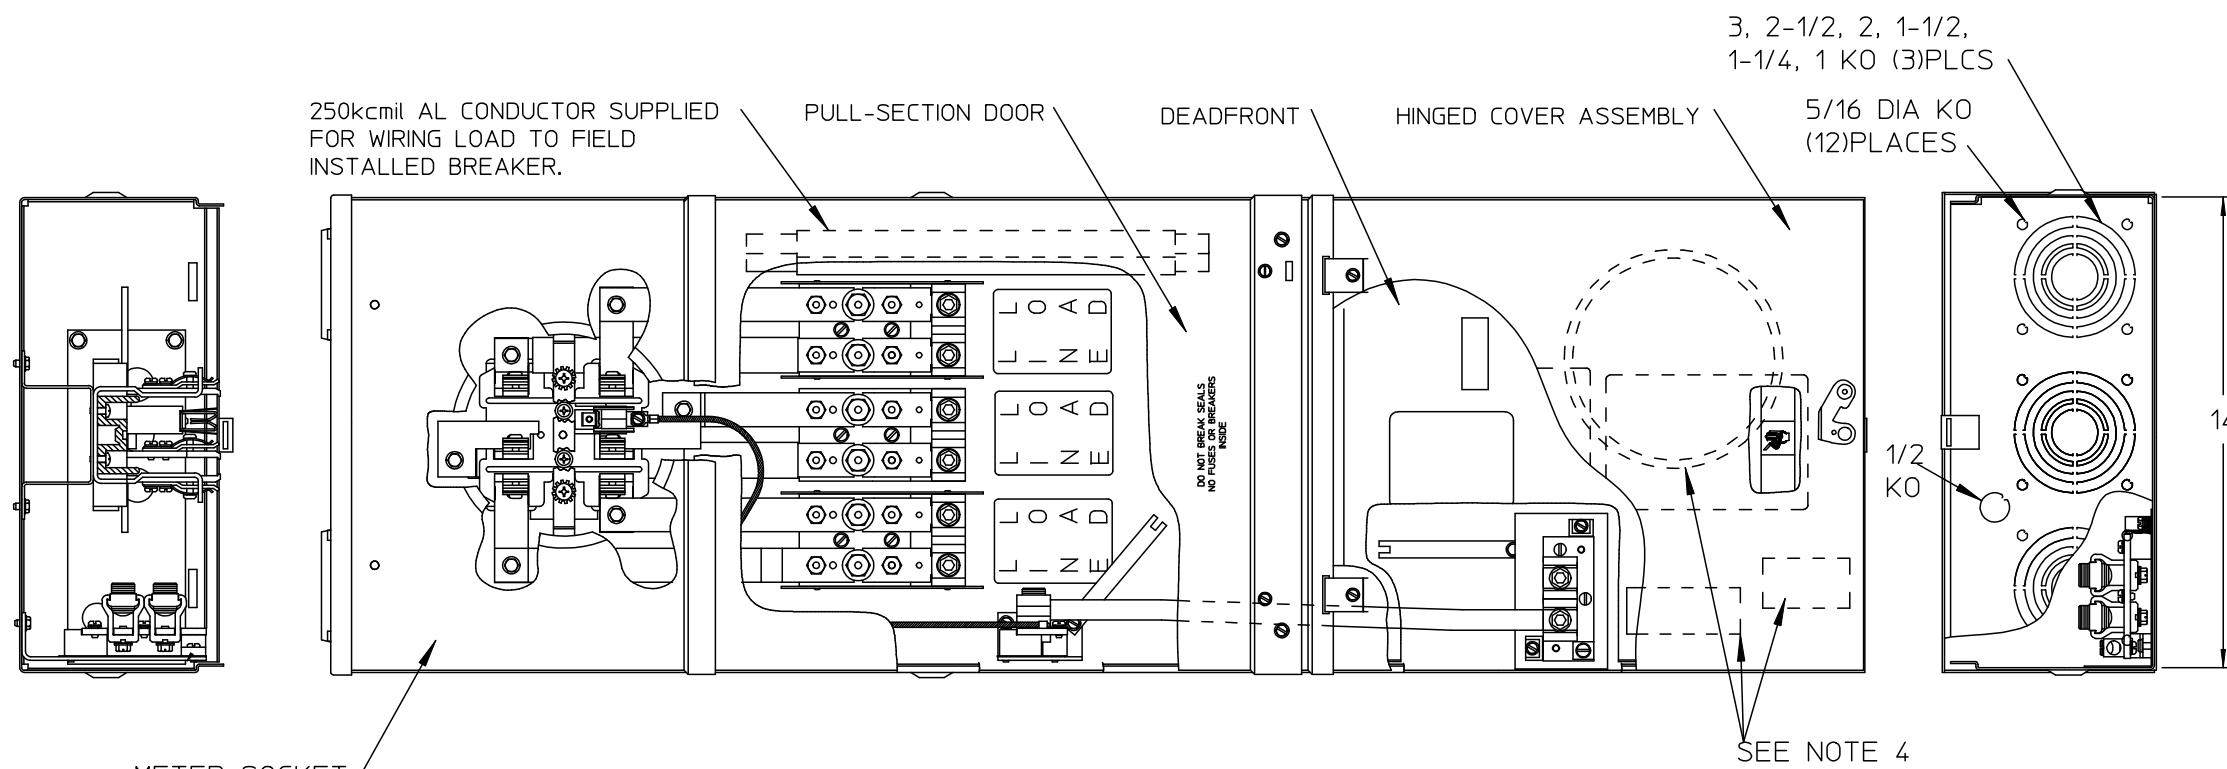 3, 2-1/2, 2, 1-1/2,
1-1/4, 1 KO (3)PLCS
250kcmil AL CONDUCTOR SUPPLIED
FOR WIRING LOAD TO FIELD
INSTALLED BREAKER.
PULL-SECTION DOOR
DEADFRONT
HINGED COVER ASSEMBLY
5/16 DIA KO
(12)PLACES
LOAD
LINE
LOAD
LINE
LOAD
LINE
DO NOT BREAK SEALS
NO FUSES OR BREAKERS
INSIDE
14
1/2
KO
SEE NOTE 4
METER SOCKET